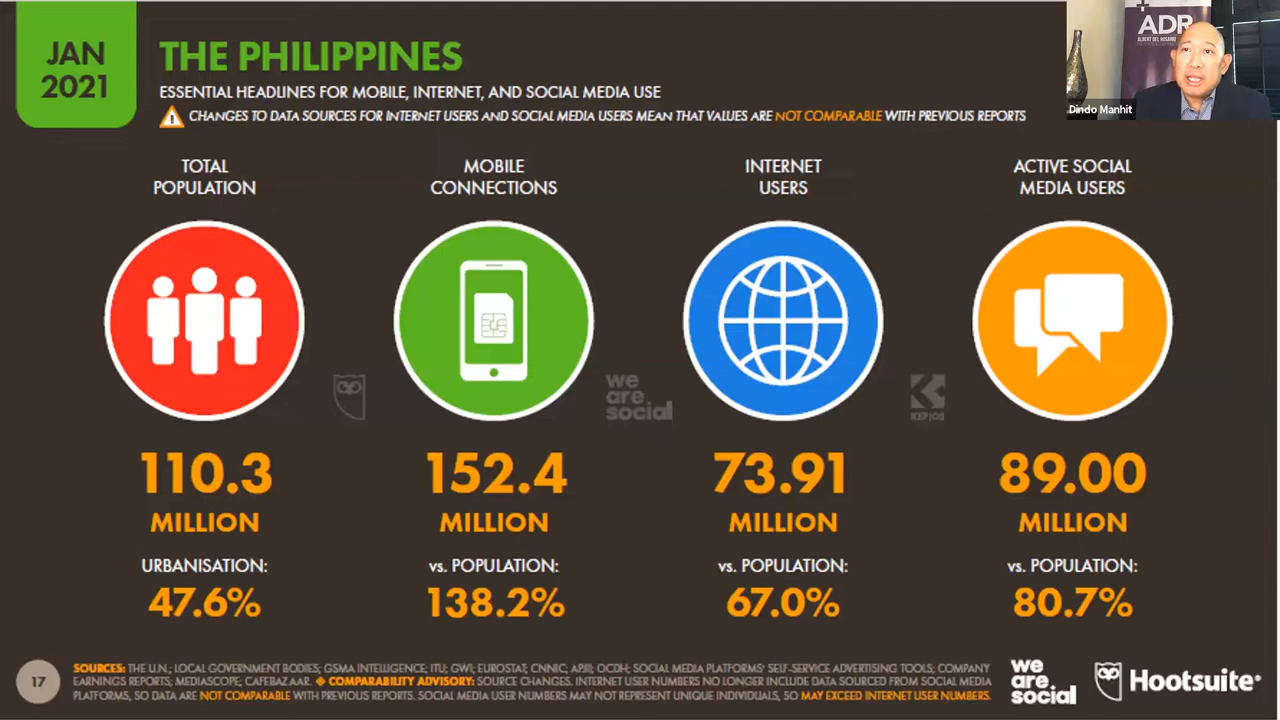 JAN
2021
THE PHILIPPINES
ESSENTIAL HEADLINES FOR MOBILE, INTERNET, AND SOCIAL MEDIA USE
CHANGES TO DATA SOURCES FOR INTERNET USERS AND SOCIAL MEDIA USERS MEAN THAT VALUES ARE NOT COMPARABLE WITH PREVIOUS REPORTS
ADR
Dindo Manhit
TOTAL
POPULATION
110.3
MILLION
URBANISATION:
47.6%
MOBILE
CONNECTIONS
152.4
MILLION
vs. POPULATION:
138.2%
INTERNET
USERS
73.91
MILLION
vs. POPULATION:
67.0%
ACTIVE SOCIAL
MEDIA USERS
89.00
MILLION
vs. POPULATION:
80.7%
we
are
social
KEPIOS
17
SOURCES: THE U.N.; LOCAL GOVERNMENT BODIES; GSMA INTELLIGENCE; ITU; GWI; EUROSTAT; CNNIC; APJII; OCDH; SOCIAL MEDIA PLATFORMS' SELF-SERVICE ADVERTISING TOOLS; COMPANY
EARNINGS REPORTS; MEDIASCOPE; CAFEBAZAAR. ◆ COMPARABILITY ADVISORY: SOURCE CHANGES. INTERNET USER NUMBERS NO LONGER INCLUDE DATA SOURCED FROM SOCIAL MEDIA
PLATFORMS, SO DATA ARE NOT COMPARABLE WITH PREVIOUS REPORTS. SOCIAL MEDIA USER NUMBERS MAY NOT REPRESENT UNIQUE INDIVIDUALS, SO MAY EXCEED INTERNET USER NUMBERS.
we
are
social
Hootsuite®